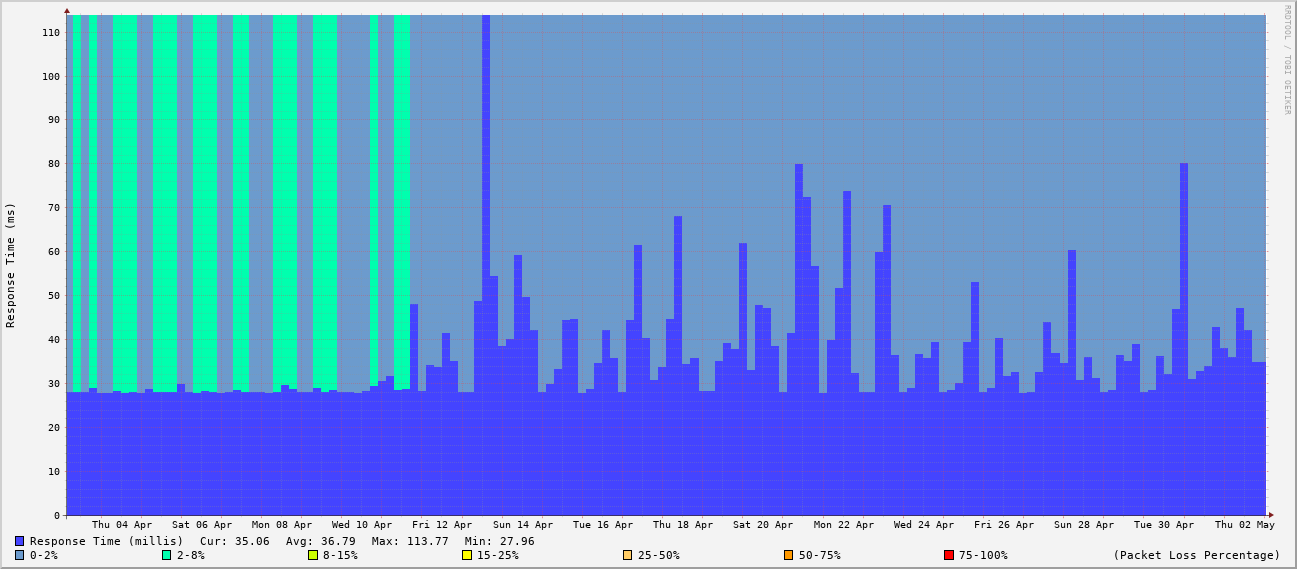 RRDTOOL / TOBI OETIKER
Response Time (ms)
110
100
90
80
70
60
50
40
30
20
10
0
Thu 04 Apr Sat 06 Apr Mon 08 Apr Wed 10 Apr Fri 12 Apr Sun 14 Apr Tue 16 Apr Thu 18 Apr Sat 20 Apr Mon 22 Apr Wed 24 Apr Fri 26 Apr Sun 28 Apr Tue 30 Apr Thu 02 May
Response Time (millis) Cur: 35.06 Avg: 36.79 Max: 113.77 Min: 27.96
0-2% 2-8% 8-15% 15-25% 25-50% 50-75% 75-100% (Packet Loss Percentage)